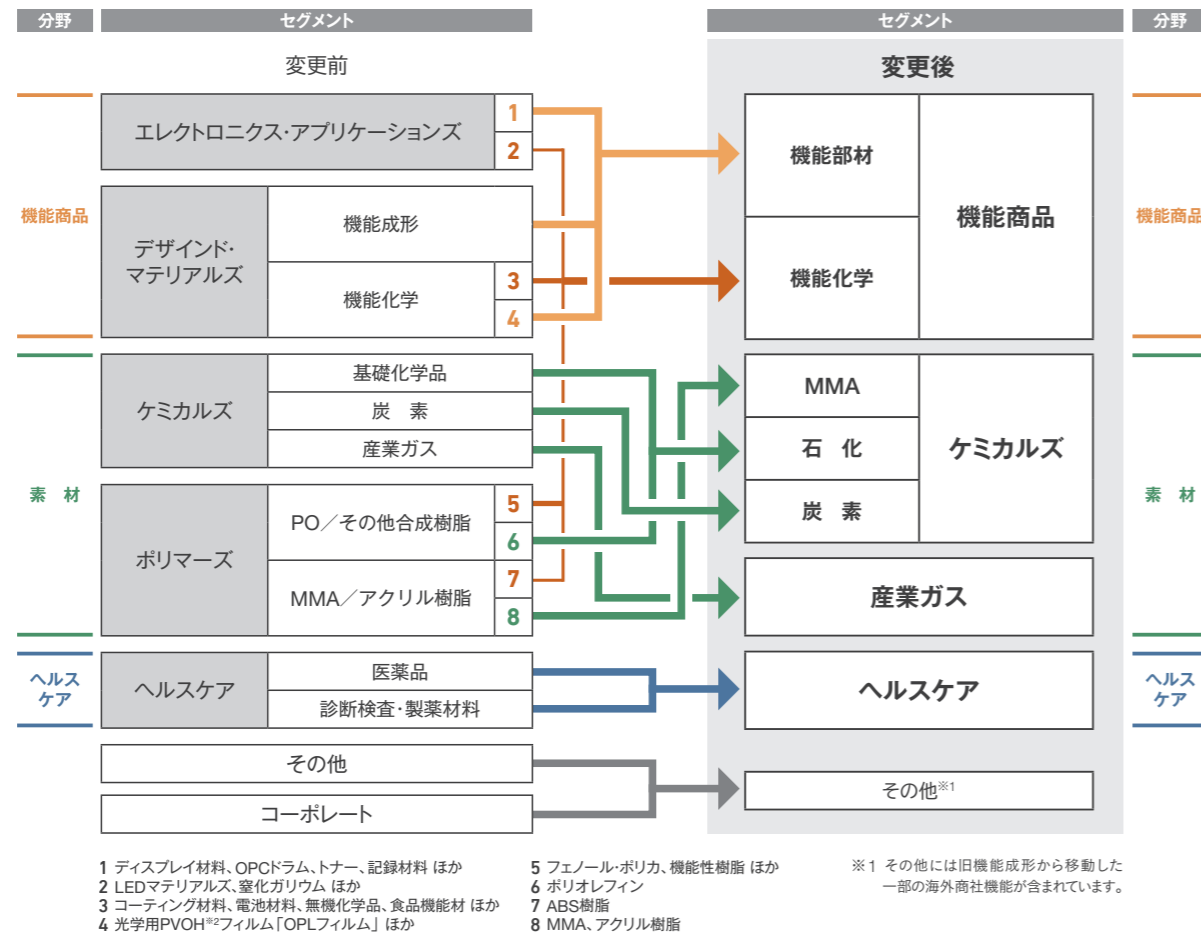 分野
セグメント
セグメント
分野
変更前
変更後
機能商品
エレクトロニクス・アプリケーションズ
1
2
デザインド・
マテリアルズ
機能成形
機能化学
3
4
素 材
ケミカルズ
基礎化学品
炭 素
産業ガス
ポリマーズ
PO／その他合成樹脂
5
6
MMA／アクリル樹脂
7
8
ヘルス
ケア
ヘルスケア
医薬品
診断検査・製薬材料
その他
コーポレート
機能部材
機能化学
機能商品
MMA
石 化
炭 素
ケミカルズ
産業ガス
ヘルスケア
その他※1
機能商品
素 材
ヘルス
ケア
1 ディスプレイ材料、OPCドラム、トナー、記録材料 ほか
2 LEDマテリアルズ、窒化ガリウム ほか
3 コーティング材料、電池材料、無機化学品、食品機能材 ほか
4 光学用PVOH※2フィルム「OPLフィルム」 ほか
5 フェノール・ポリカ、機能性樹脂 ほか
6 ポリオレフィン
7 ABS樹脂
8 MMA、アクリル樹脂
※1 その他には旧機能成形から移動した
一部の海外商社機能が含まれています。